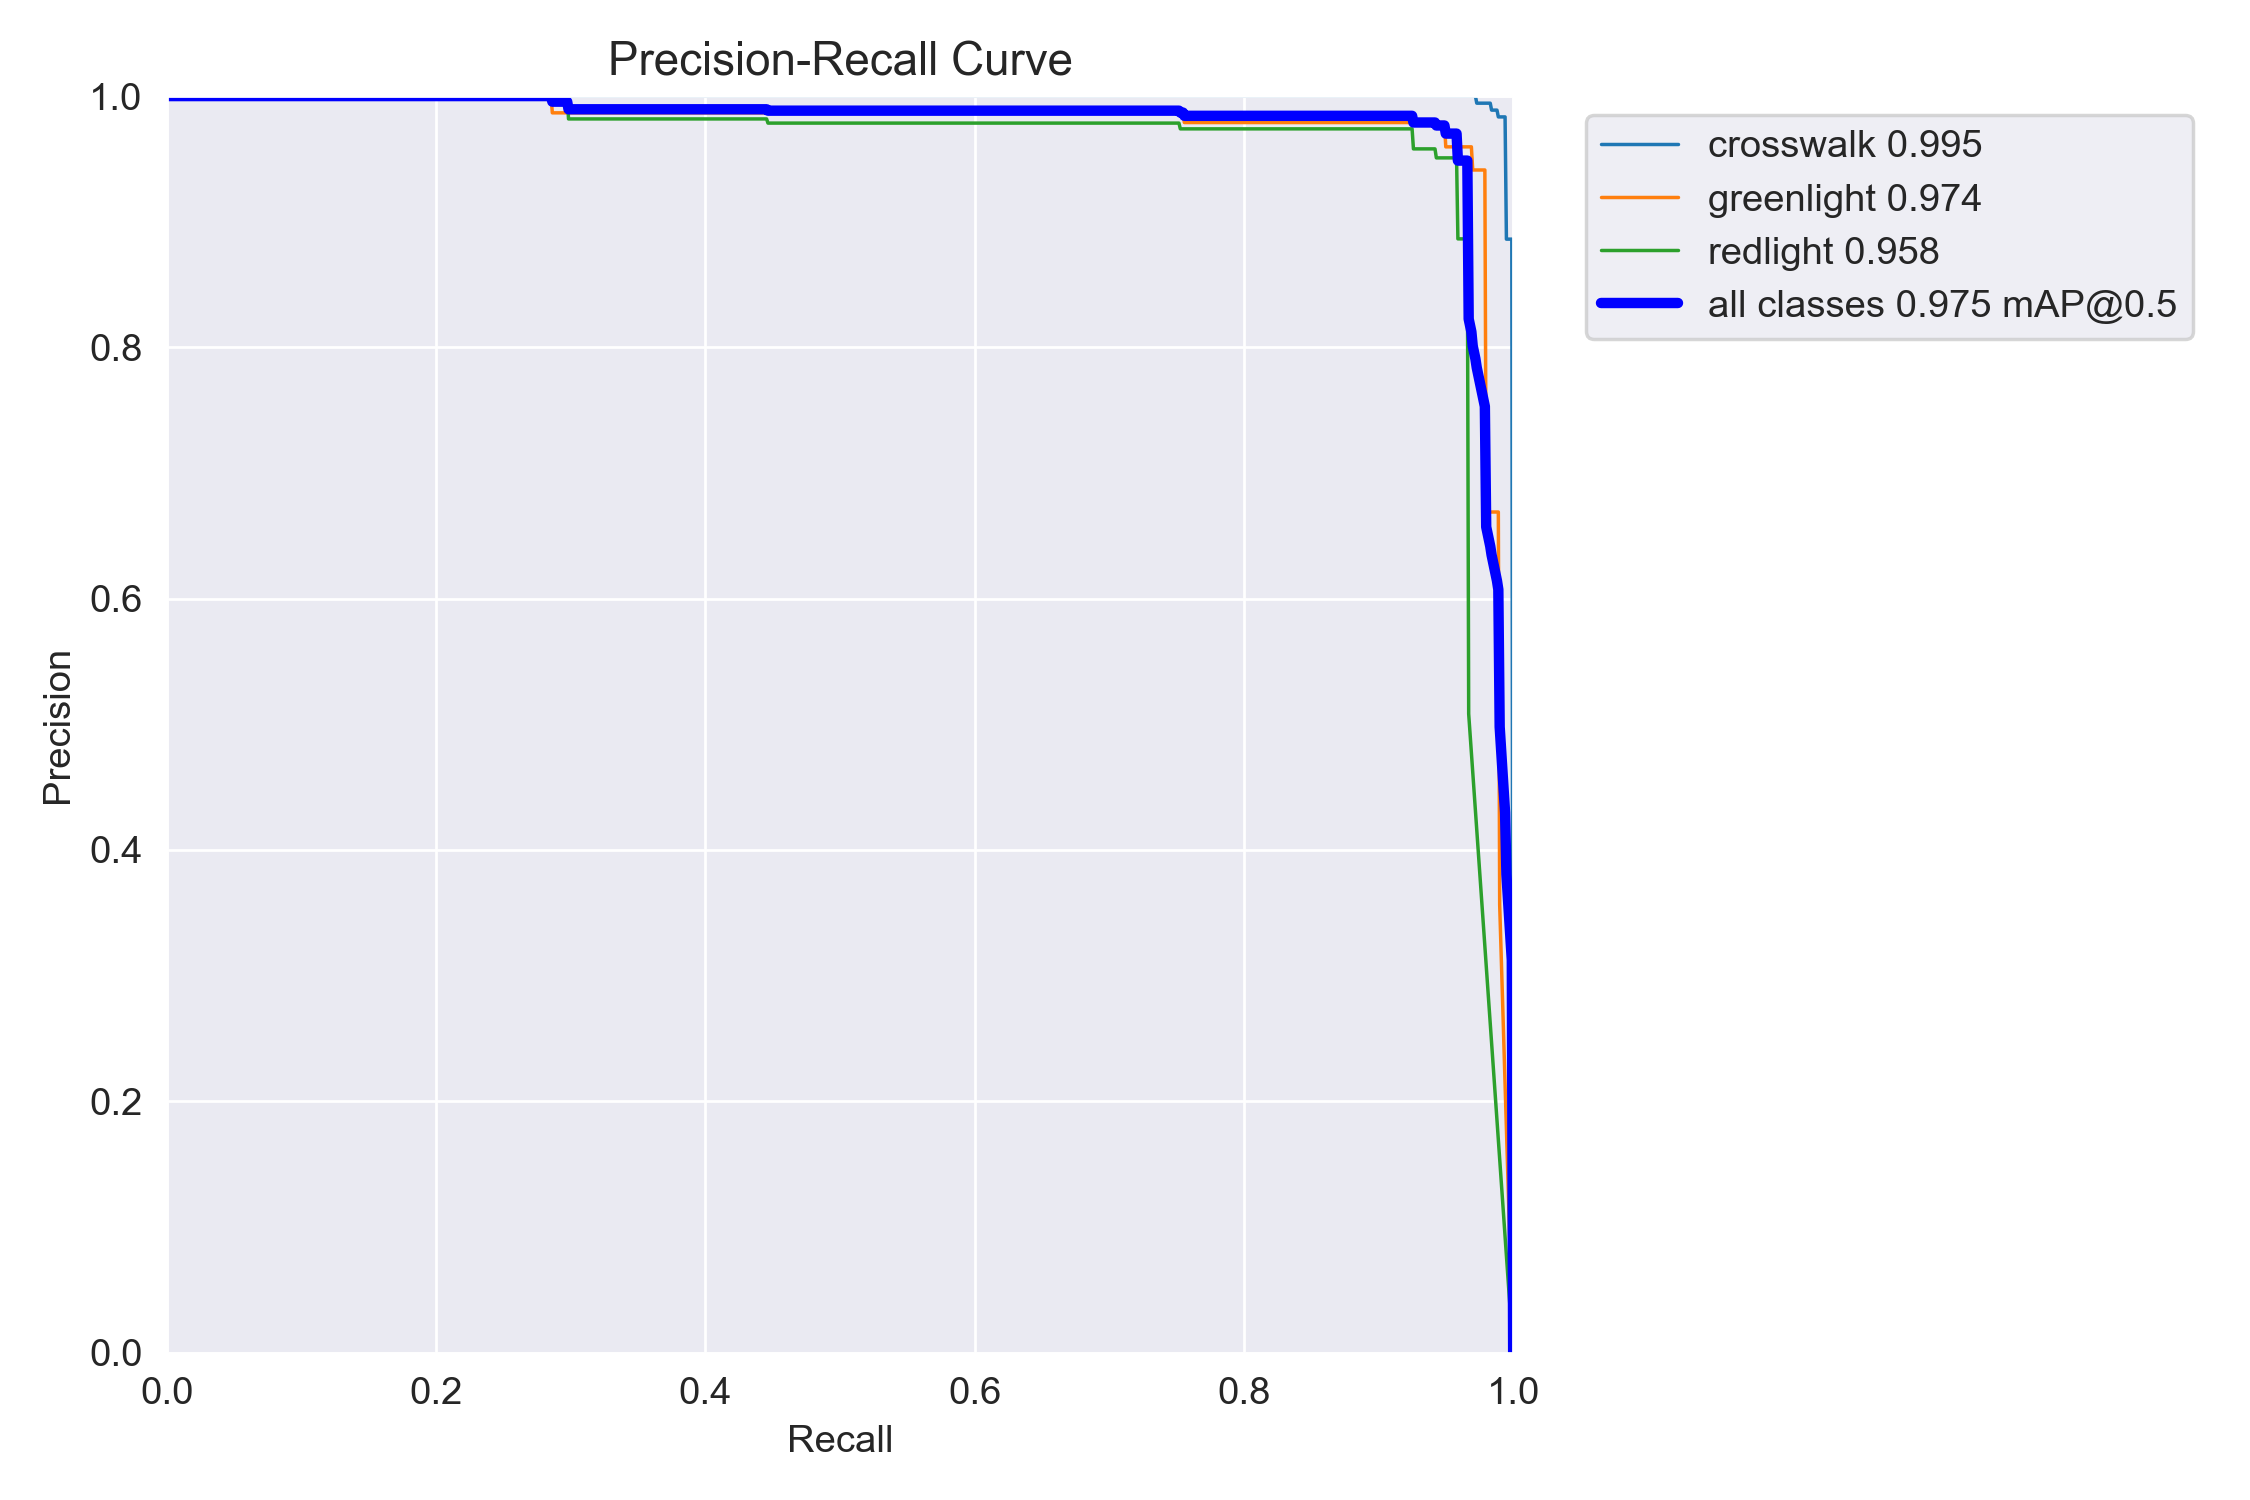 Precision-Recall Curve
1.0
0.8
0.6
0.4
0.2
0.0
Precision
0.0 0.2 0.4 0.6 0.8 1.0
Recall
crosswalk 0.995
greenlight 0.974
redlight 0.958
all classes 0.975 mAP@0.5